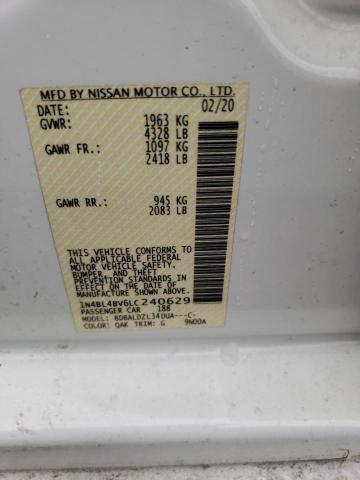 MFD BY NISSAN MOTOR CO., LTD.
DATE: 02/20
GVWR: 1963 KG
4328 LB
GAWR FR.: 1097 KG
2418 LB
GAWR RR.: 945 KG
2083 LB
THIS VEHICLE CONFORMS TO
ALL APPLICABLE FEDERAL
MOTOR VEHICLE SAFETY,
BUMPER, AND THEFT
PREVENTION STANDARDS IN
EFFECT ON THE DATE OF
MANUFACTURE SHOWN ABOVE.
1N4BL4BV6LC240629
PASSENGER CAR 188
MODEL: BDBALDZL34DUA---C-
COLOR: QAK TRIM: G 9N00A